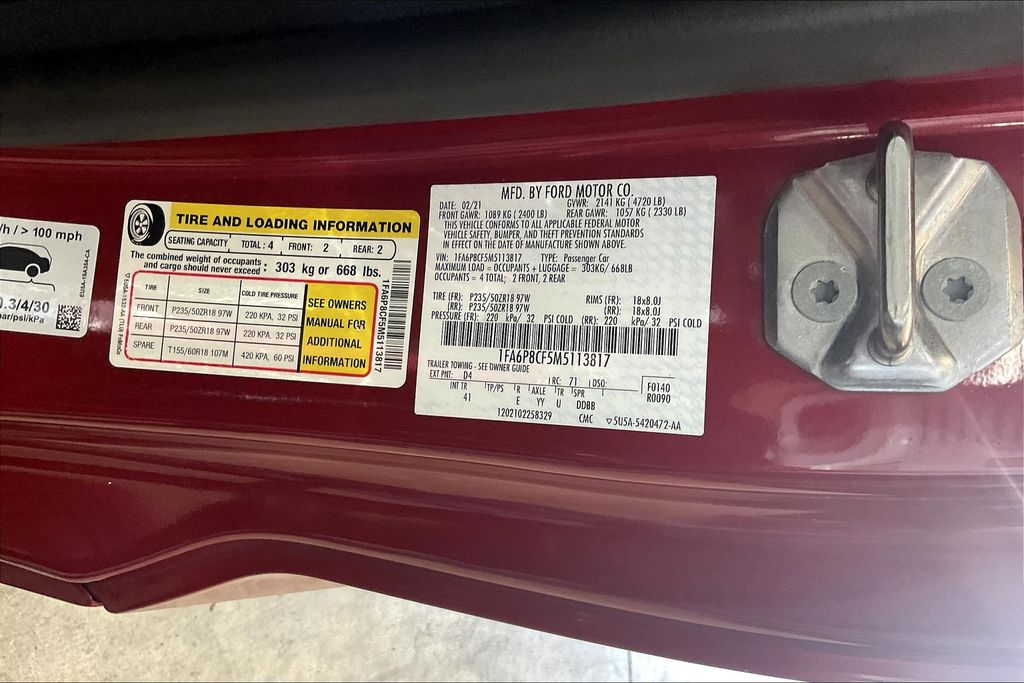 /h / > 100 mph
0.3/4/30
bar/psi/kPa
TIRE AND LOADING INFORMATION
SEATING CAPACITY TOTAL : 4 FRONT: 2 REAR: 2
The combined weight of occupants
and cargo should never exceed : 303 kg or 668 lbs.
TIRE SIZE COLD TIRE PRESSURE
FRONT P235/50ZR18 97W 220 KPA, 32 PSI
REAR P235/50ZR18 97W 220 KPA, 32 PSI
SPARE T155/60R18 107M 420 KPA, 60 PSI
SEE OWNERS
MANUAL FOR
ADDITIONAL
INFORMATION
1FA6P8CF5M5113817
MFD. BY FORD MOTOR CO.
DATE: 02/21 GVWR: 2141 KG ( 4720 LB)
FRONT GAWR: 1089 KG ( 2400 LB) REAR GAWR: 1057 KG ( 2330 LB)
THIS VEHICLE CONFORMS TO ALL APPLICABLE FEDERAL MOTOR
VEHICLE SAFETY, BUMPER, AND THEFT PREVENTION STANDARDS
IN EFFECT ON THE DATE OF MANUFACTURE SHOWN ABOVE.
VIN: 1FA6P8CF5M5113817 TYPE: Passenger Car
MAXIMUM LOAD = OCCUPANTS + LUGGAGE = 303KG/ 668LB
OCCUPANTS = 4 TOTAL; 2 FRONT, 2 REAR
TIRE (FR): P235/50ZR18 97W RIMS (FR): 18x8.0J
(RR): P235/50ZR18 97W (RR): 18x8.0J
PRESSURE (FR): 220 kPa/ 32 PSI COLD (RR): 220 kPa/ 32 PSI COLD
1FA6P8CF5M5113817
TRAILER TOWING - SEE OWNER GUIDE
EXT PNT: D4 RC: 71 DSO: F0140
INT TR TP/PS R AXLE TR SPR R0090
41 E YY U DDBB
1202102258329 CMC ▽5U5A-5420472-AA